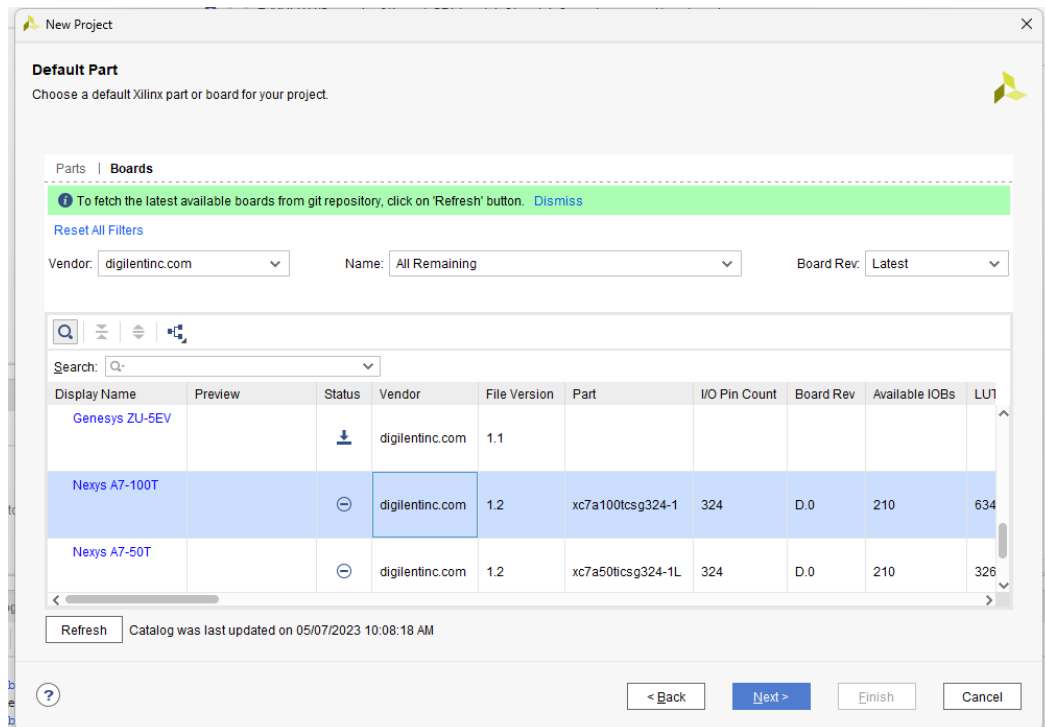 New Project
Default Part
Choose a default Xilinx part or board for your project.
Parts | Boards
To fetch the latest available boards from git repository, click on 'Refresh' button. Dismiss
Reset All Filters
Vendor: digilentinc.com Name: All Remaining Board Rev: Latest
Search: Q-
Display Name Preview Status Vendor File Version Part I/O Pin Count Board Rev Available IOBs LUT
Genesys ZU-5EV
digilentinc.com 1.1
Nexys A7-100T
digilentinc.com 1.2 xc7a100tcsg324-1 324 D.0 210 634
Nexys A7-50T
digilentinc.com 1.2 xc7a50ticsg324-1L 324 D.0 210 326
Refresh Catalog was last updated on 05/07/2023 10:08:18 AM
? < Back Next > Finish Cancel